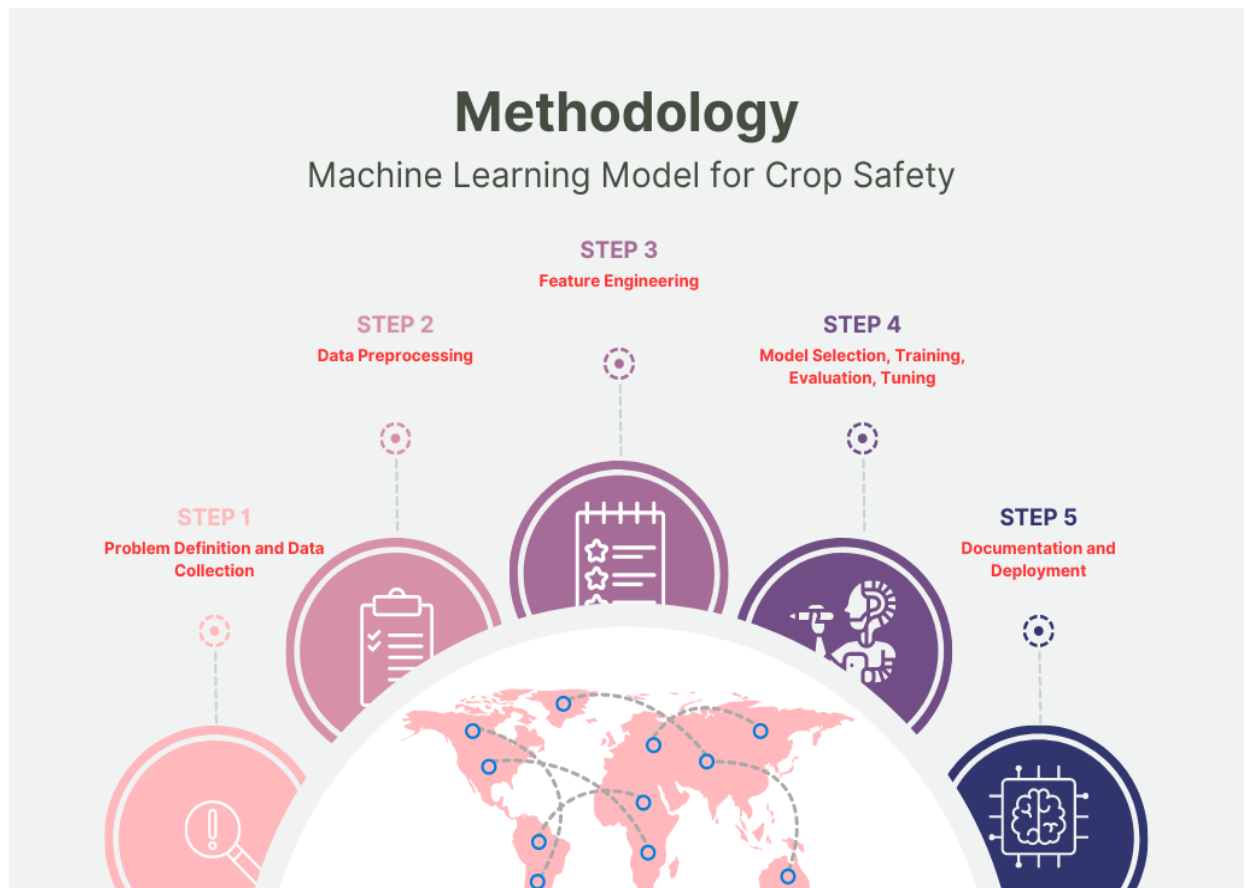 Methodology
Machine Learning Model for Crop Safety
STEP 1
Problem Definition and Data
Collection
STEP 2
Data Preprocessing
STEP 3
Feature Engineering
STEP 4
Model Selection, Training,
Evaluation, Tuning
STEP 5
Documentation and
Deployment